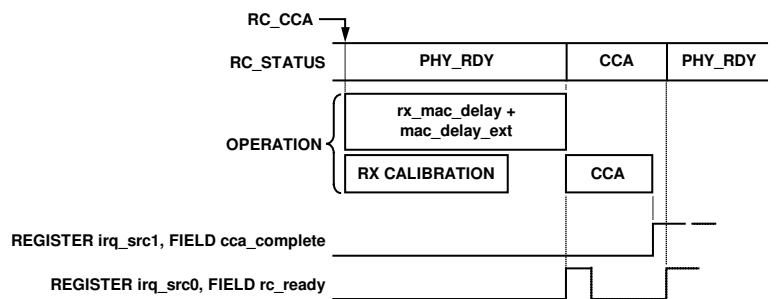 RC_CCA
RC_STATUS PHY_RDY CCA PHY_RDY
rx_mac_delay +
mac_delay_ext
OPERATION
RX CALIBRATION CCA
REGISTER irq_src1, FIELD cca_complete
REGISTER irq_src0, FIELD rc_ready